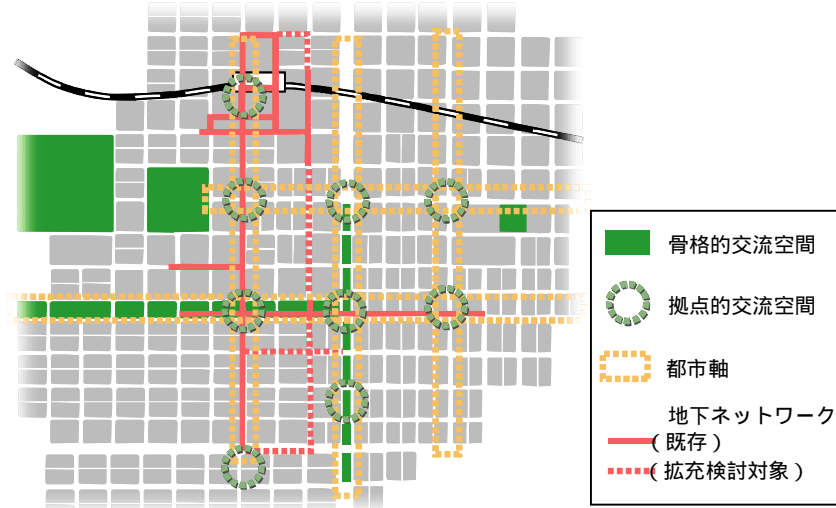 骨格的交流空間
拠点的交流空間
都市軸
地下ネットワーク
(既存)
(拡充検討対象)